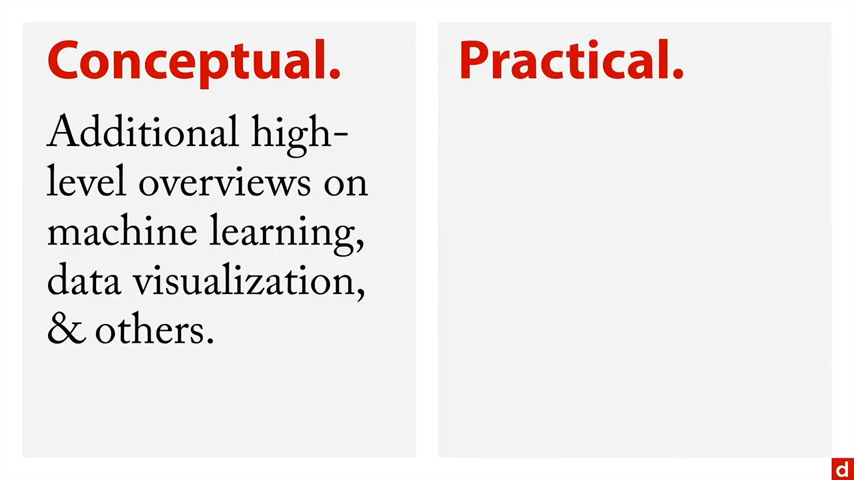 Conceptual.
Additional high-
level overviews on
machine learning,
data visualization,
& others.
Practical.
d